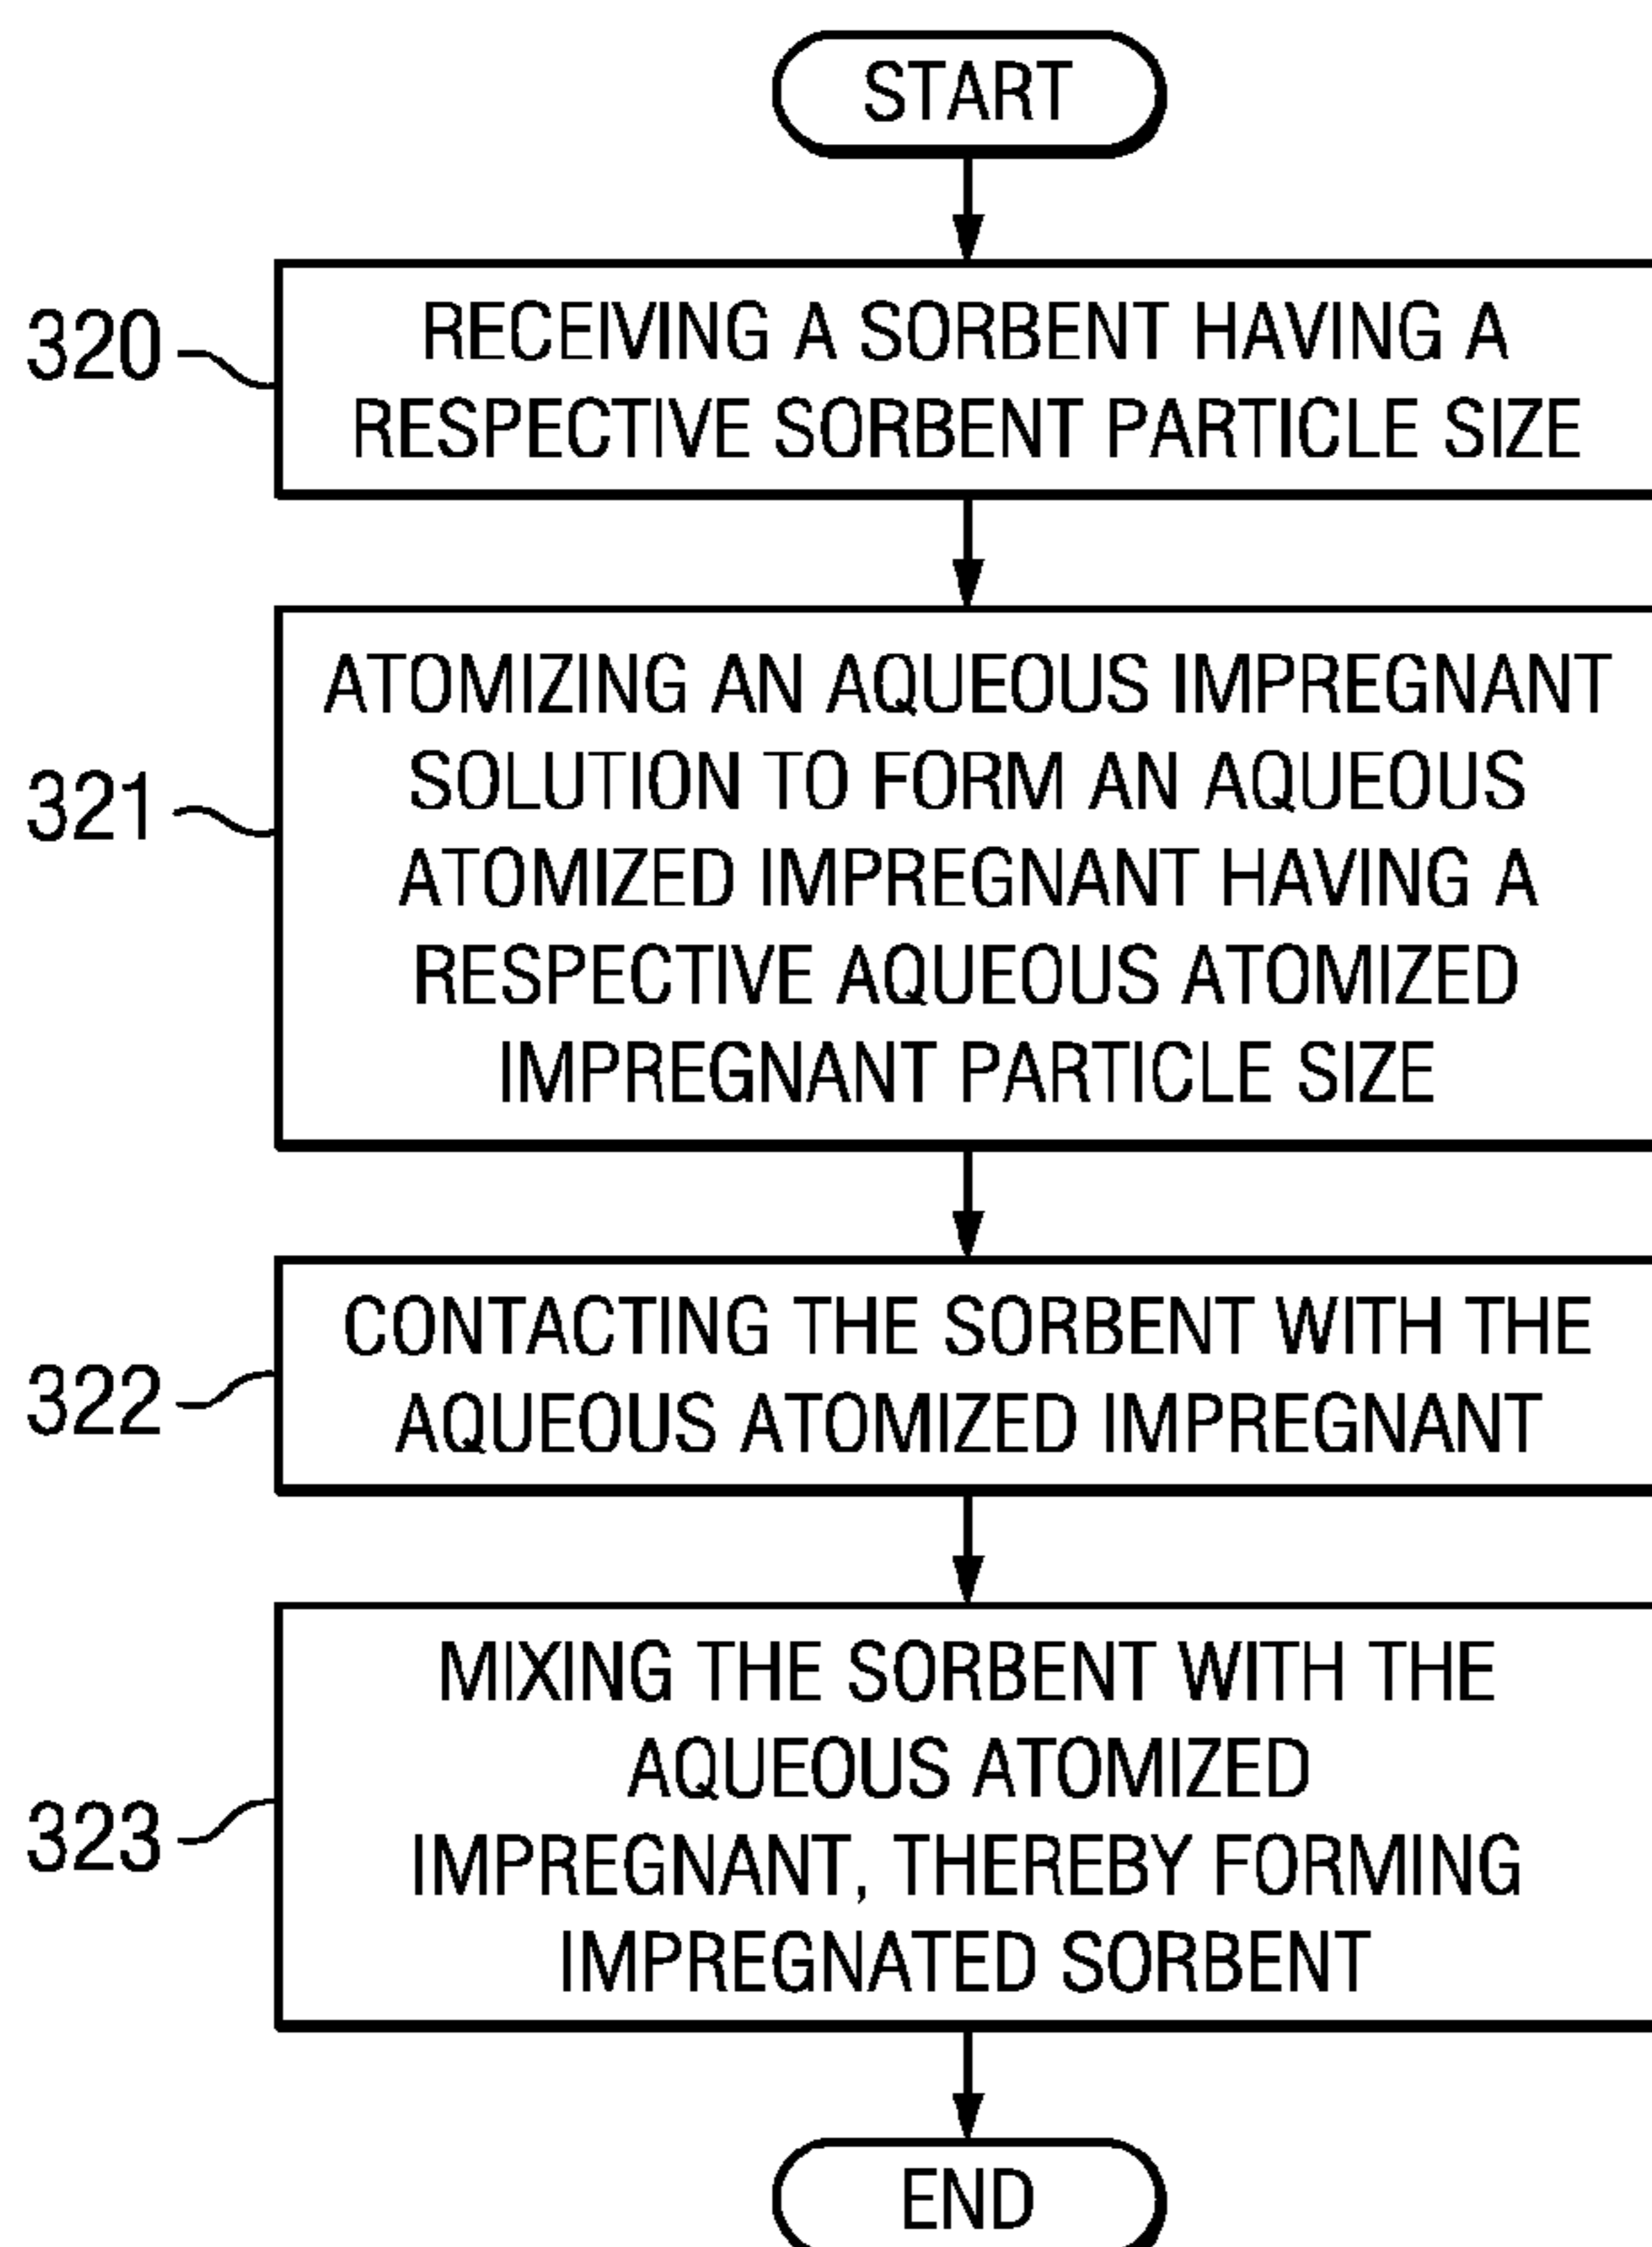 START
320
RECEIVING A SORBENT HAVING A
RESPECTIVE SORBENT PARTICLE SIZE
321
ATOMIZING AN AQUEOUS IMPREGNANT
SOLUTION TO FORM AN AQUEOUS
ATOMIZED IMPREGNANT HAVING A
RESPECTIVE AQUEOUS ATOMIZED
IMPREGNANT PARTICLE SIZE
322
CONTACTING THE SORBENT WITH THE
AQUEOUS ATOMIZED IMPREGNANT
323
MIXING THE SORBENT WITH THE
AQUEOUS ATOMIZED
IMPREGNANT, THEREBY FORMING
IMPREGNATED SORBENT
END